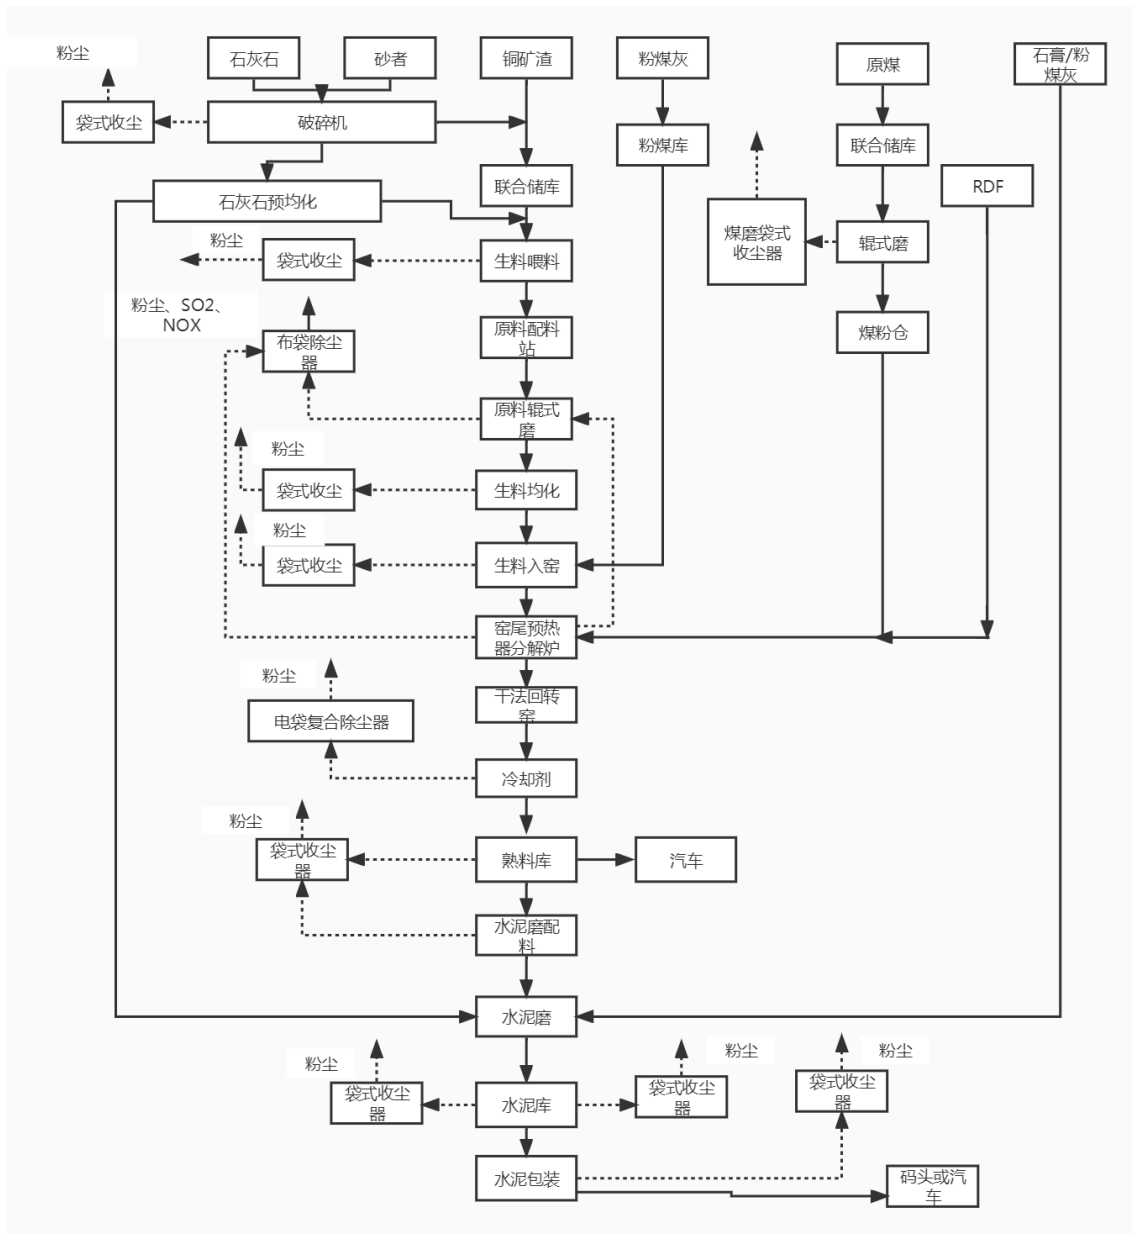 粉尘
石灰石
砂者
铜矿渣
粉煤灰
原煤
石膏/粉
煤灰
袋式收尘
破碎机
粉煤库
联合储库
联合储库
RDF
石灰石预均化
煤磨袋式
收尘器
辊式磨
粉尘
袋式收尘
生料喂料
粉尘、SO2、
NOX
布袋除尘
器
原料配料
站
煤粉仓
原料辊式
磨
粉尘
袋式收尘
生料均化
粉尘
袋式收尘
生料入窑
窑尾预热
器分解炉
粉尘
干法回转
窑
电袋复合除尘器
冷却剂
粉尘
袋式收尘
器
熟料库
汽车
水泥磨配
料
水泥磨
粉尘
粉尘
粉尘
袋式收尘
器
水泥库
袋式收尘
器
袋式收尘
器
水泥包装
码头或汽
车